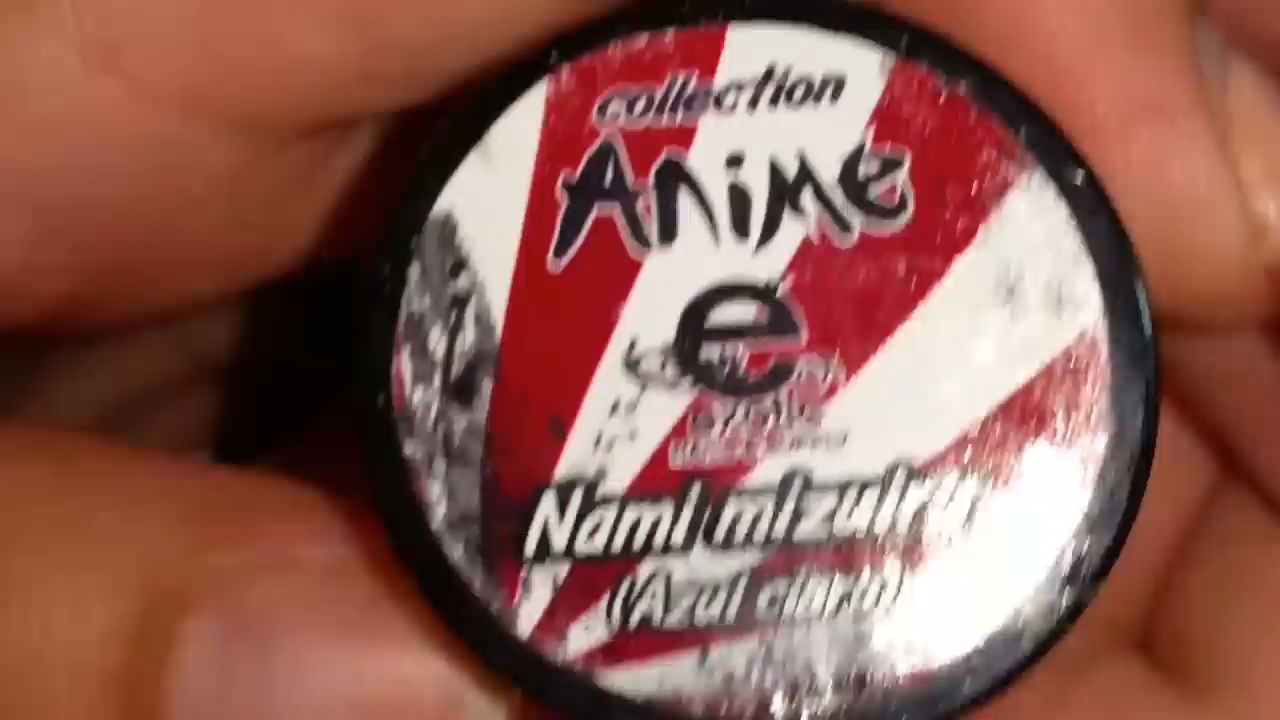 collection
Anime
e
Nami mizuiro
(Azul claro)